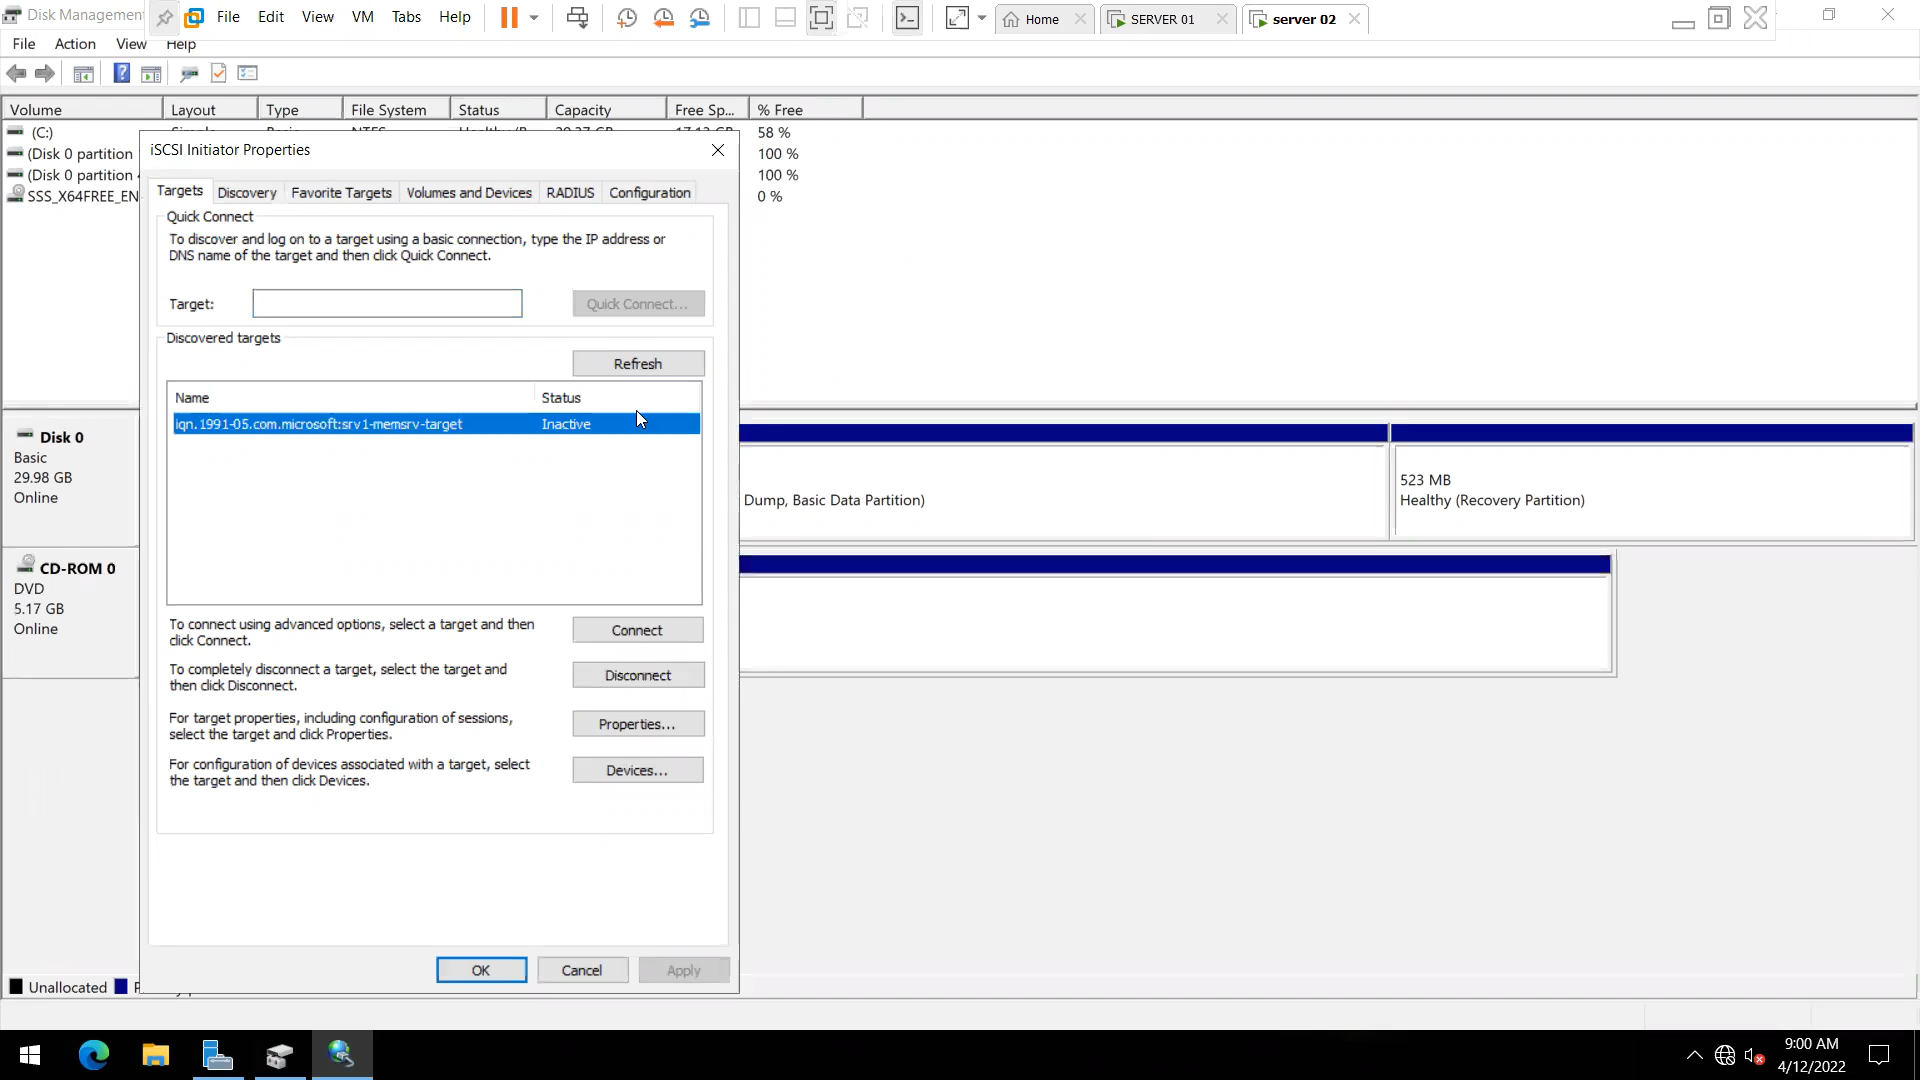 Disk Management
File Edit View VM Tabs Help
Home
SERVER 01
server 02
File Action View Help
Volume Layout Type File System Status Capacity Free Sp... % Free
(C:) 58 %
(Disk 0 partition 100 %
(Disk 0 partition 100 %
SSS_X64FREE_EN 0 %
iSCSI Initiator Properties
Targets Discovery Favorite Targets Volumes and Devices RADIUS Configuration
Quick Connect
To discover and log on to a target using a basic connection, type the IP address or
DNS name of the target and then click Quick Connect.
Target:
Quick Connect...
Discovered targets
Refresh
Name Status
iqn.1991-05.com.microsoft:srv1-memsrv-target Inactive
To connect using advanced options, select a target and then
click Connect.
Connect
To completely disconnect a target, select the target and
then click Disconnect.
Disconnect
For target properties, including configuration of sessions,
select the target and click Properties.
Properties...
For configuration of devices associated with a target, select
the target and then click Devices.
Devices...
OK Cancel Apply
Disk 0
Basic
29.98 GB
Online
Dump, Basic Data Partition)
523 MB
Healthy (Recovery Partition)
CD-ROM 0
DVD
5.17 GB
Online
Unallocated
9:00 AM
4/12/2022